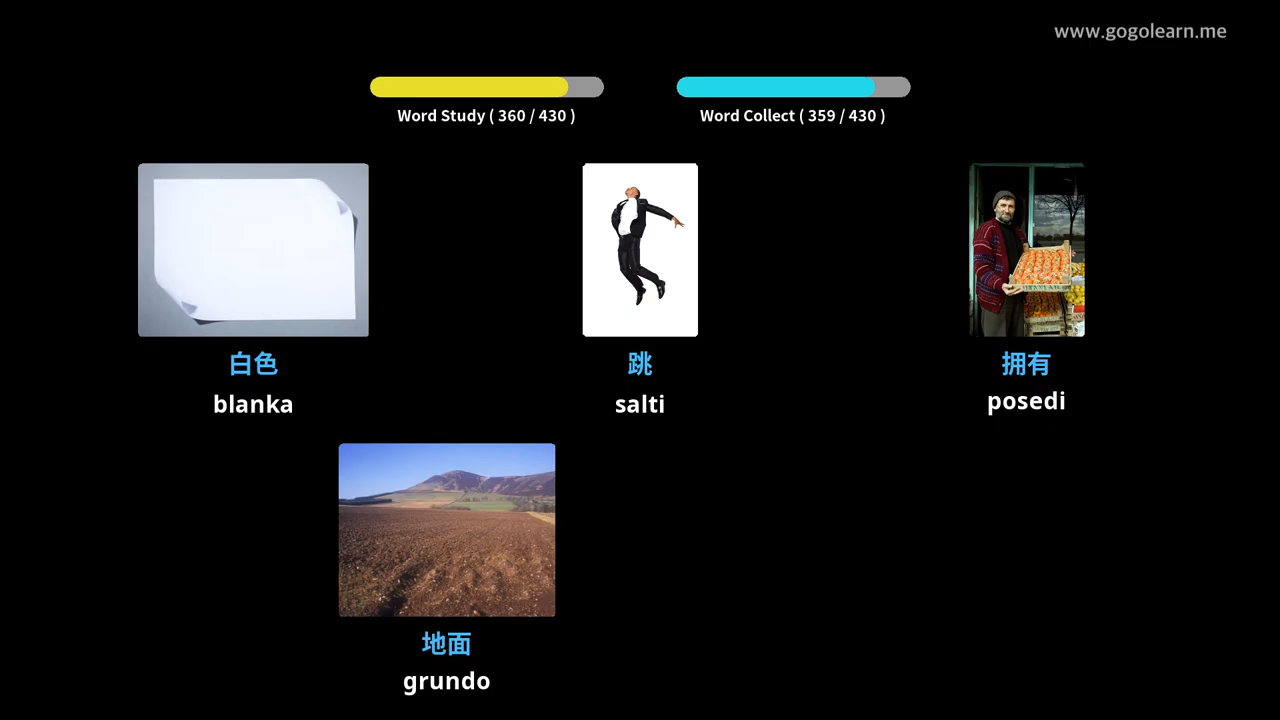 www.gogolearn.me
Word Study ( 360 / 430 )
Word Collect ( 359 / 430 )
白色
blanka
跳
salti
拥有
posedi
地面
grundo